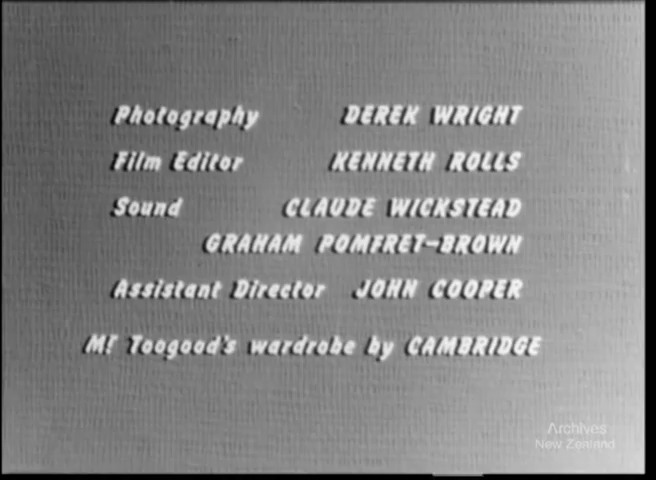 Photography DEREK WRIGHT
Film Editor KENNETH ROLLS
Sound CLAUDE WICKSTEAD
GRAHAM POMFRET-BROWN
Assistant Director JOHN COOPER
Mr Toogood's wardrobe by CAMBRIDGE
Archives
New Zealand